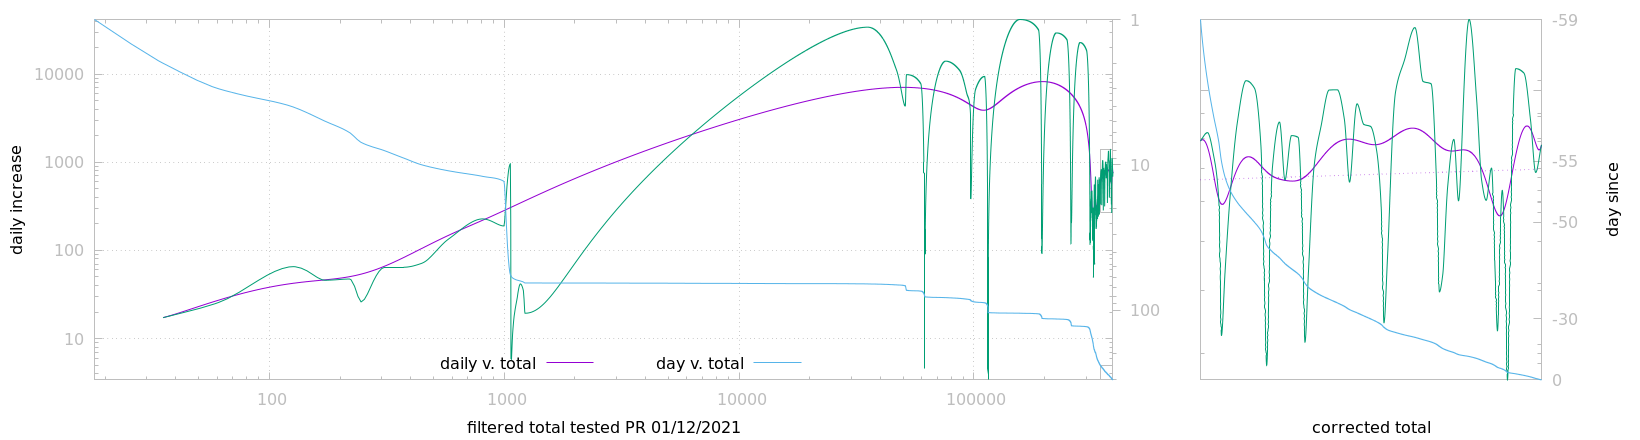 10000
1000
100
10
daily increase
100
1000
10000
100000
filtered total tested PR 01/12/2021
daily v. total
day v. total
1
10
100
-59
-55
-50
-30
0
day since
corrected total